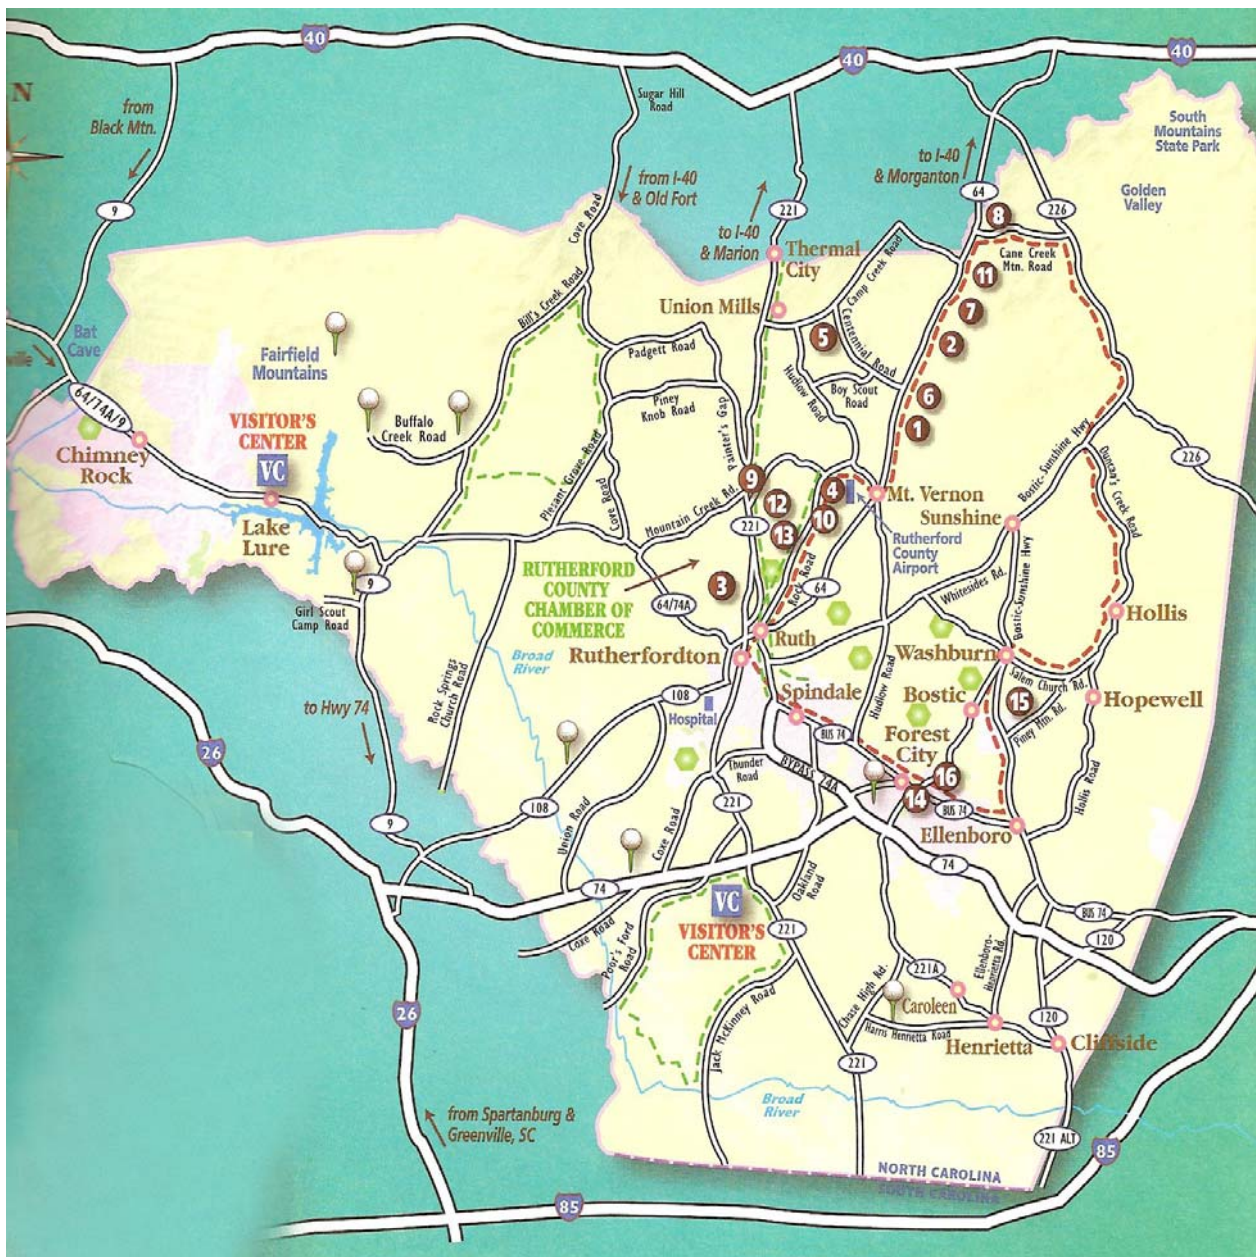 40
40
40
N
from
Black Mtn.
Sugar Hill
Road
South
Mountains
State Park
to I-40
& Morganton
from I-40
& Old Fort
64
Golden
Valley
9
221
226
8
Cove Road
to I-40
& Marion
Thermal
City
Camp Creek Road
Cane Creek
Mtn. Road
11
Bill's Creek Road
Union Mills
7
Bat
Cave
5
Centennial Road
2
Fairfield
Mountains
Padgett Road
Hudlow Road
Boy Scout
Road
6
64/74A/9
VISITOR'S
CENTER
Buffalo
Creek Road
Piney
Knob Road
Painter's Gap
1
Chimney
Rock
VC
Plesant Grove Road
Bostic-Sunshine Hwy
Duncan's Creek Road
226
9
4
Mt. Vernon
Cove Road
Mountain Creek Rd.
12
10
Sunshine
Lake
Lure
221
13
Rutherford
County
Airport
RUTHERFORD
COUNTY
CHAMBER OF
COMMERCE
9
3
Rock Road
64
Whitesides Rd.
Bostic-Sunshine Hwy
Girl Scout
Camp Road
64/74A
Hollis
Ruth
Broad
River
Rutherfordton
Washburn
Rock Springs
Church Road
Salem Church Rd.
to Hwy 74
108
Spindale
Hudlow Road
Bostic
15
Hopewell
Hospital
Piney Mtn. Rd.
BUS 74
Forest
City
26
Thunder
Road
BYPASS 74A
16
Hollis Road
108
221
14
BUS 74
9
Union Road
Coxe Road
Ellenboro
74
74
VC
Oakland
Road
BUS 74
Coxe Road
Poor's Ford
Road
VISITOR'S
CENTER
221
120
221A
Ellenboro-
Henrietta Rd.
26
Jack McKinney Road
Chase High Rd.
Caroleen
120
Harris Henrietta Road
Henrietta
Cliffside
221
Broad
River
from Spartanburg &
Greenville, SC
221 ALT
85
NORTH CAROLINA
SOUTH CAROLINA
85